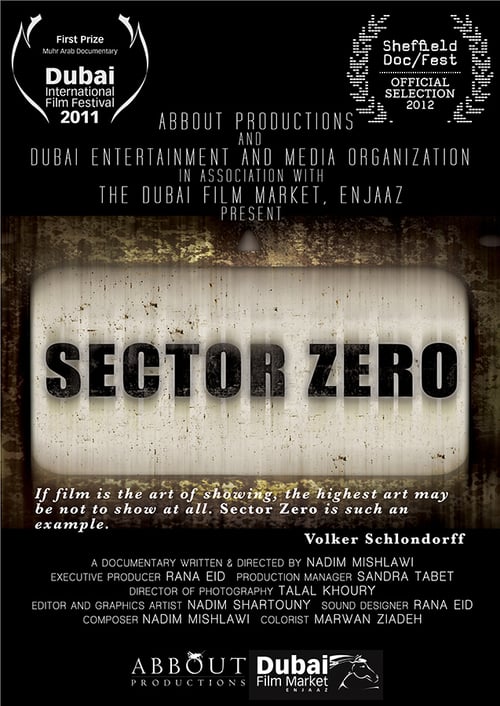 First Prize
Muhr Arab Documentary
Dubai
International
Film Festival
2011
Sheffield
Doc/Fest
OFFICIAL
SELECTION
2012
ABBOUT PRODUCTIONS
AND
DUBAI ENTERTAINMENT AND MEDIA ORGANIZATION
IN ASSOCIATION WITH
THE DUBAI FILM MARKET, ENJAAZ
PRESENT
SECTOR ZERO
If film is the art of showing, the highest art may
be not to show at all. Sector Zero is such an
example.
Volker Schlondorff
A DOCUMENTARY WRITTEN & DIRECTED BY NADIM MISHLAWI
EXECUTIVE PRODUCER RANA EID PRODUCTION MANAGER SANDRA TABET
DIRECTOR OF PHOTOGRAPHY TALAL KHOURY
EDITOR AND GRAPHICS ARTIST NADIM SHARTOUNY SOUND DESIGNER RANA EID
COMPOSER NADIM MISHLAWI COLORIST MARWAN ZIADEH
ABBOUT
PRODUCTIONS
Dubai
Film Market
ENJAAZ